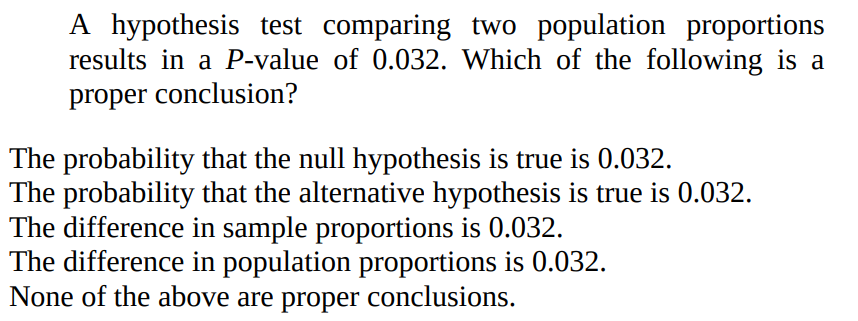 A hypothesis test comparing two population proportions
results in a P-value of 0.032. Which of the following is a
proper conclusion?
The probability that the null hypothesis is true is 0.032.
The probability that the alternative hypothesis is true is 0.032.
The difference in sample proportions is 0.032.
The difference in population proportions is 0.032.
None of the above are proper conclusions.